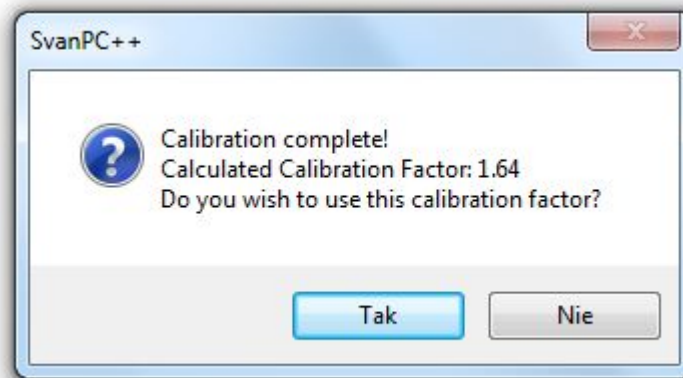 SvanPC++
Calibration complete!
Calculated Calibration Factor: 1.64
Do you wish to use this calibration factor?
Tak
Nie